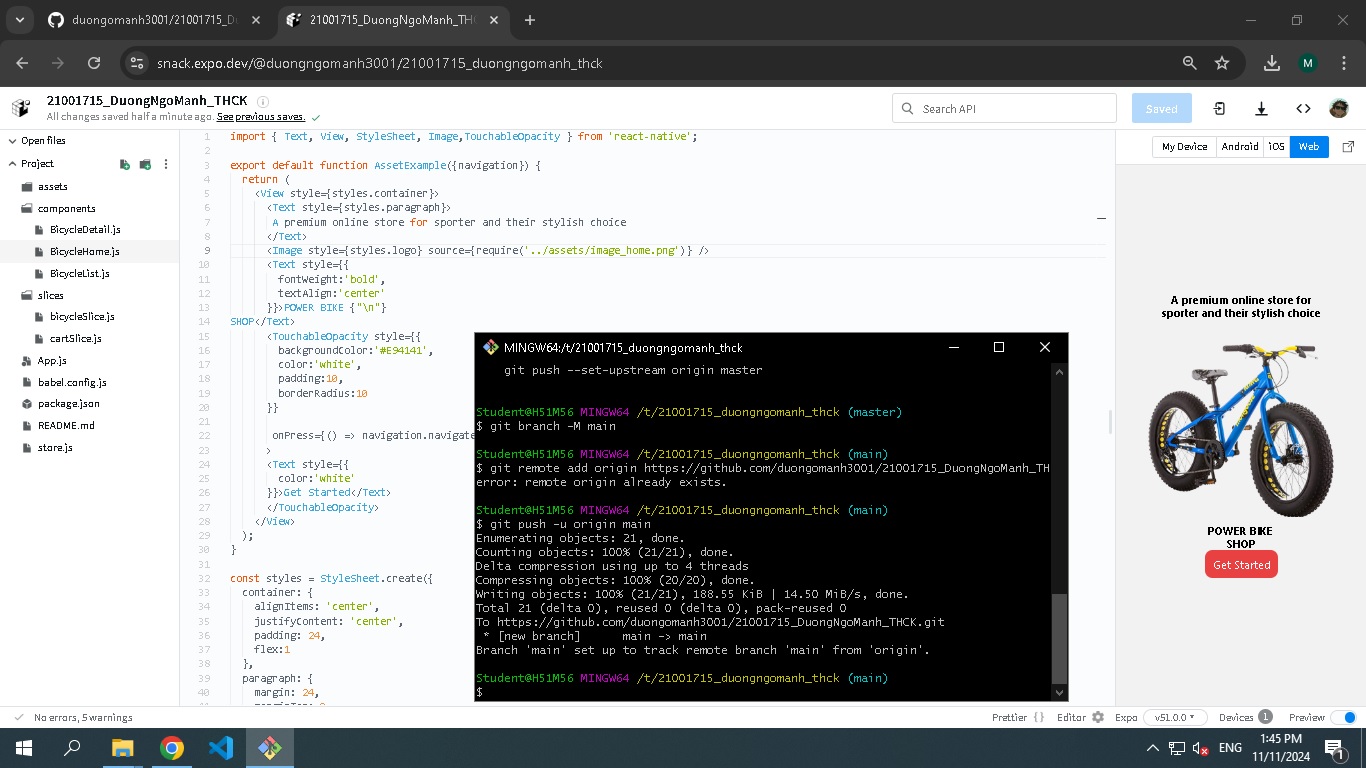 duongomanh3001/21001715_Du
21001715_DuongNgoManh_TH
M
snack.expo.dev/@duongngomanh3001/21001715_duongngomanh_thck
21001715_DuongNgoManh_THCK
All changes saved half a minute ago. See previous saves.
Search API
Saved
Open files
Project
assets
components
BicycleDetail.js
BicycleHome.js
BicycleList.js
slices
bicycleSlice.js
cartSlice.js
App.js
babel.config.js
package.json
README.md
store.js
1 import { Text, View, StyleSheet, Image,TouchableOpacity } from 'react-native';
2
3 export default function AssetExample({navigation}) {
4 return (
5 <View style={styles.container}>
6 <Text style={styles.paragraph}>
7 A premium online store for sporter and their stylish choice
8 </Text>
9 <Image style={styles.logo} source={require('../assets/image_home.png')} />
10 <Text style={{
11 fontWeight:'bold',
12 textAlign:'center'
13 }}>POWER BIKE {"\n"}
14 SHOP</Text>
15 <TouchableOpacity style={{
16 backgroundColor:'#E94141',
17 color:'white',
18 padding:10,
19 borderRadius:10
20 }}
21
22 onPress={() => navigation.navigate
23 >
24 <Text style={{
25 color:'white'
26 }}>Get Started</Text>
27 </TouchableOpacity>
28 </View>
29 );
30 }
31
32 const styles = StyleSheet.create({
33 container: {
34 alignItems: 'center',
35 justifyContent: 'center',
36 padding: 24,
37 flex:1
38 },
39 paragraph: {
40 margin: 24,
MINGW64:/t/21001715_duongngomanh_thck
git push --set-upstream origin master
Student@H51M56 MINGW64 /t/21001715_duongngomanh_thck (master)
$ git branch -M main
Student@H51M56 MINGW64 /t/21001715_duongngomanh_thck (main)
$ git remote add origin https://github.com/duongomanh3001/21001715_DuongNgoManh_TH
error: remote origin already exists.
Student@H51M56 MINGW64 /t/21001715_duongngomanh_thck (main)
$ git push -u origin main
Enumerating objects: 21, done.
Counting objects: 100% (21/21), done.
Delta compression using up to 4 threads
Compressing objects: 100% (20/20), done.
Writing objects: 100% (21/21), 188.55 KiB | 14.50 MiB/s, done.
Total 21 (delta 0), reused 0 (delta 0), pack-reused 0
To https://github.com/duongomanh3001/21001715_DuongNgoManh_THCK.git
* [new branch] main -> main
Branch 'main' set up to track remote branch 'main' from 'origin'.
Student@H51M56 MINGW64 /t/21001715_duongngomanh_thck (main)
$
My Device Android iOS Web
A premium online store for
sporter and their stylish choice
POWER BIKE
SHOP
Get Started
No errors, 5 warnings
Prettier {} Editor Expo v51.0.0 Devices 1 Preview
ENG
1:45 PM
11/11/2024
1